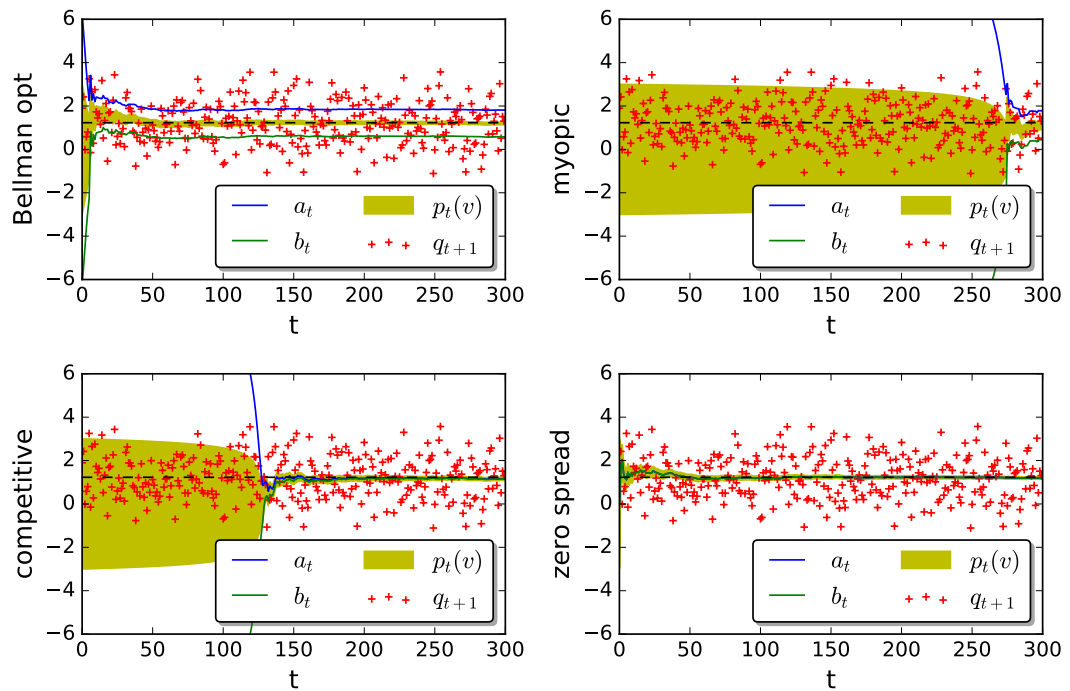 Bellman opt
6
4
2
0
−2
−4
−6
0 50 100 150 200 250 300
t
a_t p_t(v)
b_t q_{t+1}
myopic
6
4
2
0
−2
−4
−6
0 50 100 150 200 250 300
t
a_t p_t(v)
b_t q_{t+1}
competitive
6
4
2
0
−2
−4
−6
0 50 100 150 200 250 300
t
a_t p_t(v)
b_t q_{t+1}
zero spread
6
4
2
0
−2
−4
−6
0 50 100 150 200 250 300
t
a_t p_t(v)
b_t q_{t+1}